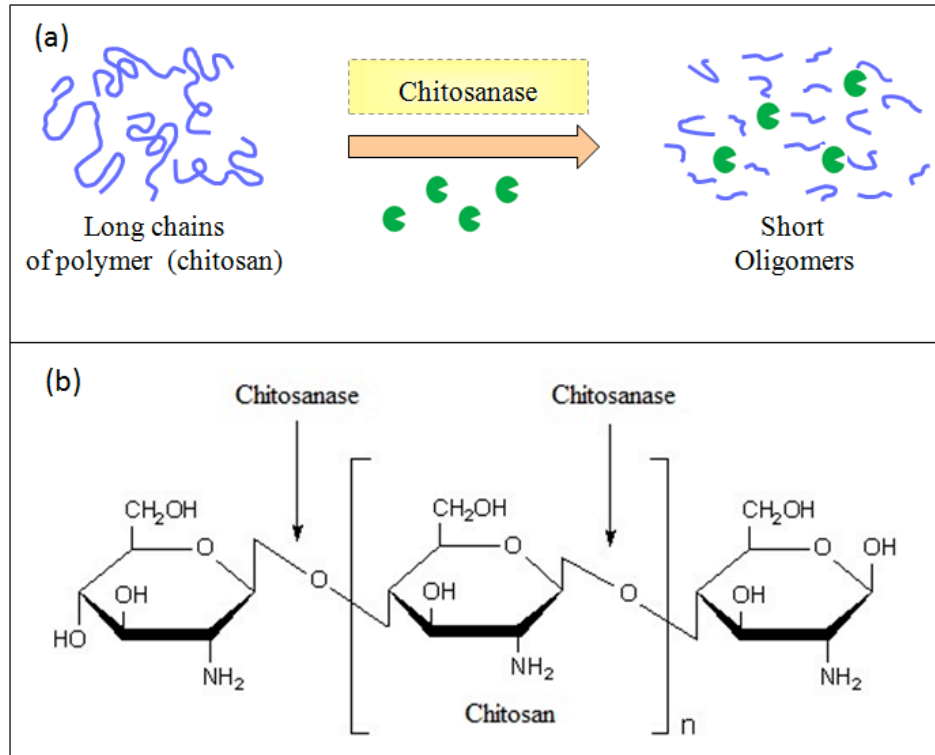 (a)
Chitosanase
Long chains
of polymer (chitosan)
Short
Oligomers
(b)
Chitosanase
Chitosanase
CH2OH
CH2OH
CH2OH
O
O
O
OH
OH
O
OH
O
OH
HO
NH2
NH2
NH2
Chitosan
n